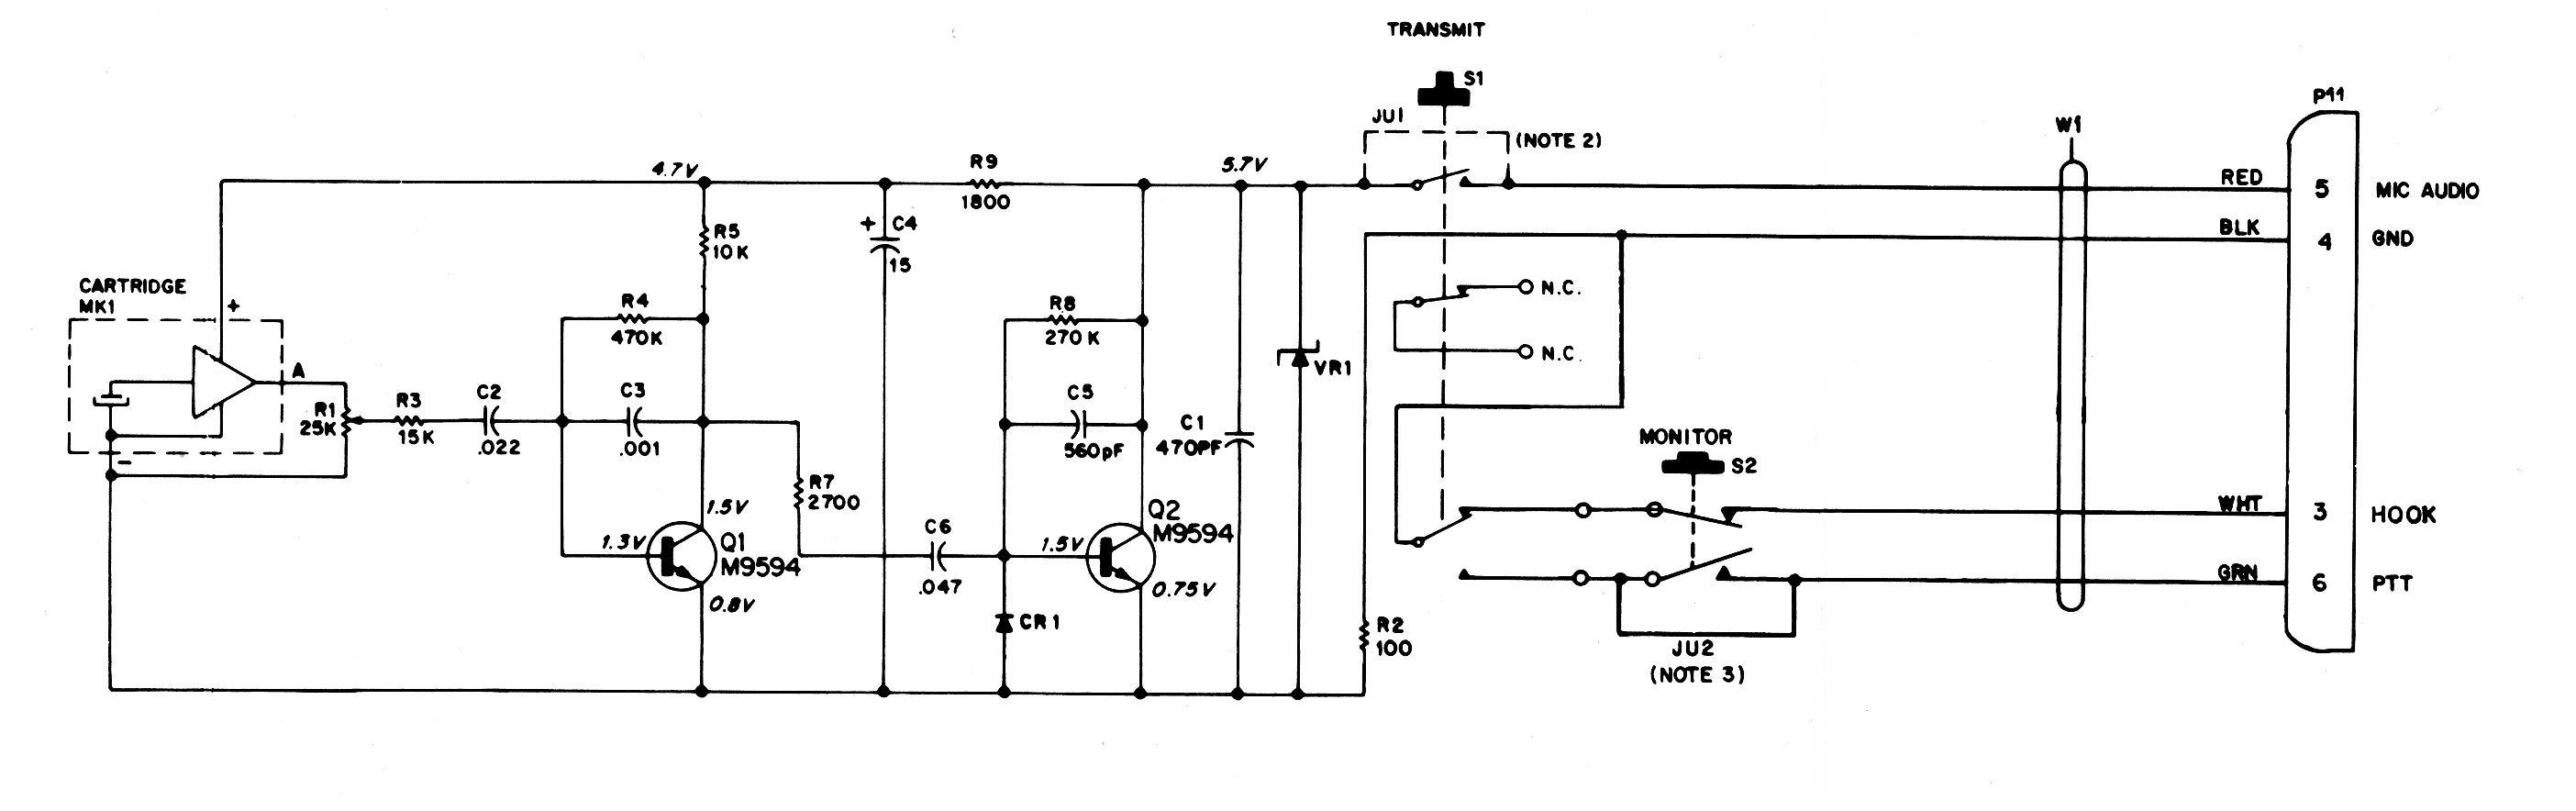 TRANSMIT
S1
P11
JU1
(NOTE 2)
W1
4.7V
R9
1800
5.7V
RED
5
MIC AUDIO
BLK
4
GND
+
C4
15
R5
10K
CARTRIDGE
MK1
+
N.C.
R4
470K
R8
270K
N.C.
VR1
A
R1
25K
R3
15K
C2
.022
C3
.001
C5
560pF
C1
470PF
MONITOR
S2
-
R7
2700
1.5V
Q2
M9594
WHT
3
HOOK
1.3V
Q1
M9594
C6
.047
1.5V
0.75V
GRN
6
PTT
0.8V
CR1
R2
100
JU2
(NOTE 3)